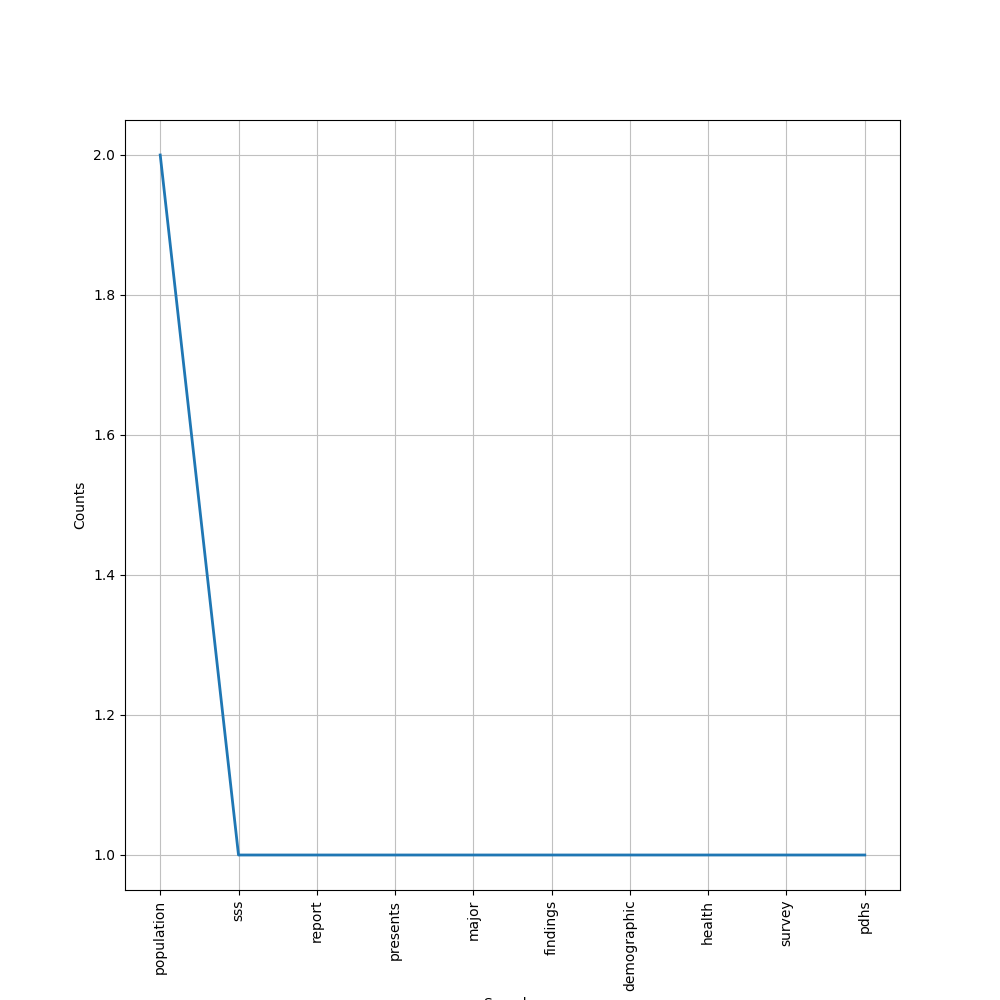 2.0
1.8
1.6
1.4
1.2
1.0
Counts
population
sss
report
presents
major
findings
demographic
health
survey
pdhs